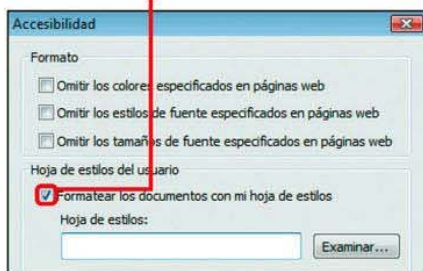 Accesibilidad
Formato
Omitir los colores especificados en páginas web
Omitir los estilos de fuente especificados en páginas web
Omitir los tamaños de fuente especificados en páginas web
Hoja de estilos del usuario
Formatear los documentos con mi hoja de estilos
Hoja de estilos:
Examinar...